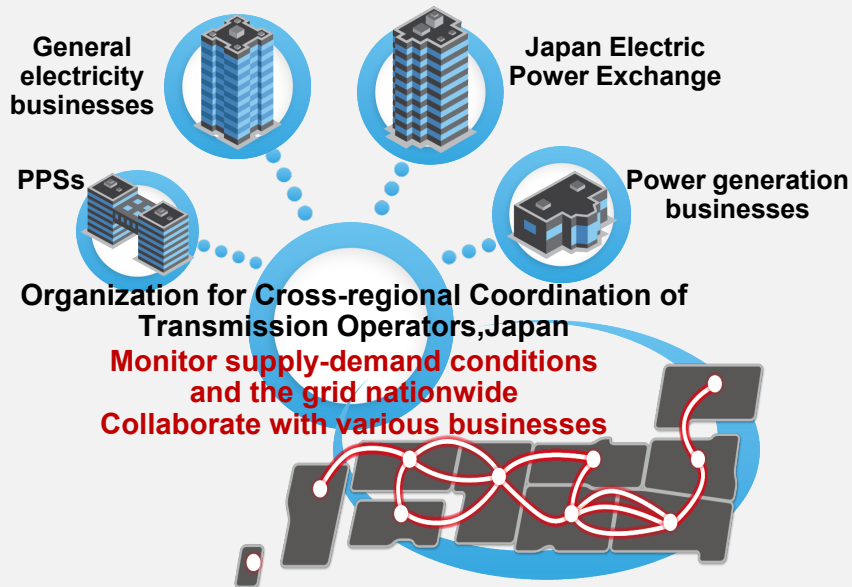 General
electricity
businesses
Japan Electric
Power Exchange
PPSs
Power generation
businesses
Organization for Cross-regional Coordination of
Transmission Operators,Japan
Monitor supply-demand conditions
and the grid nationwide
Collaborate with various businesses